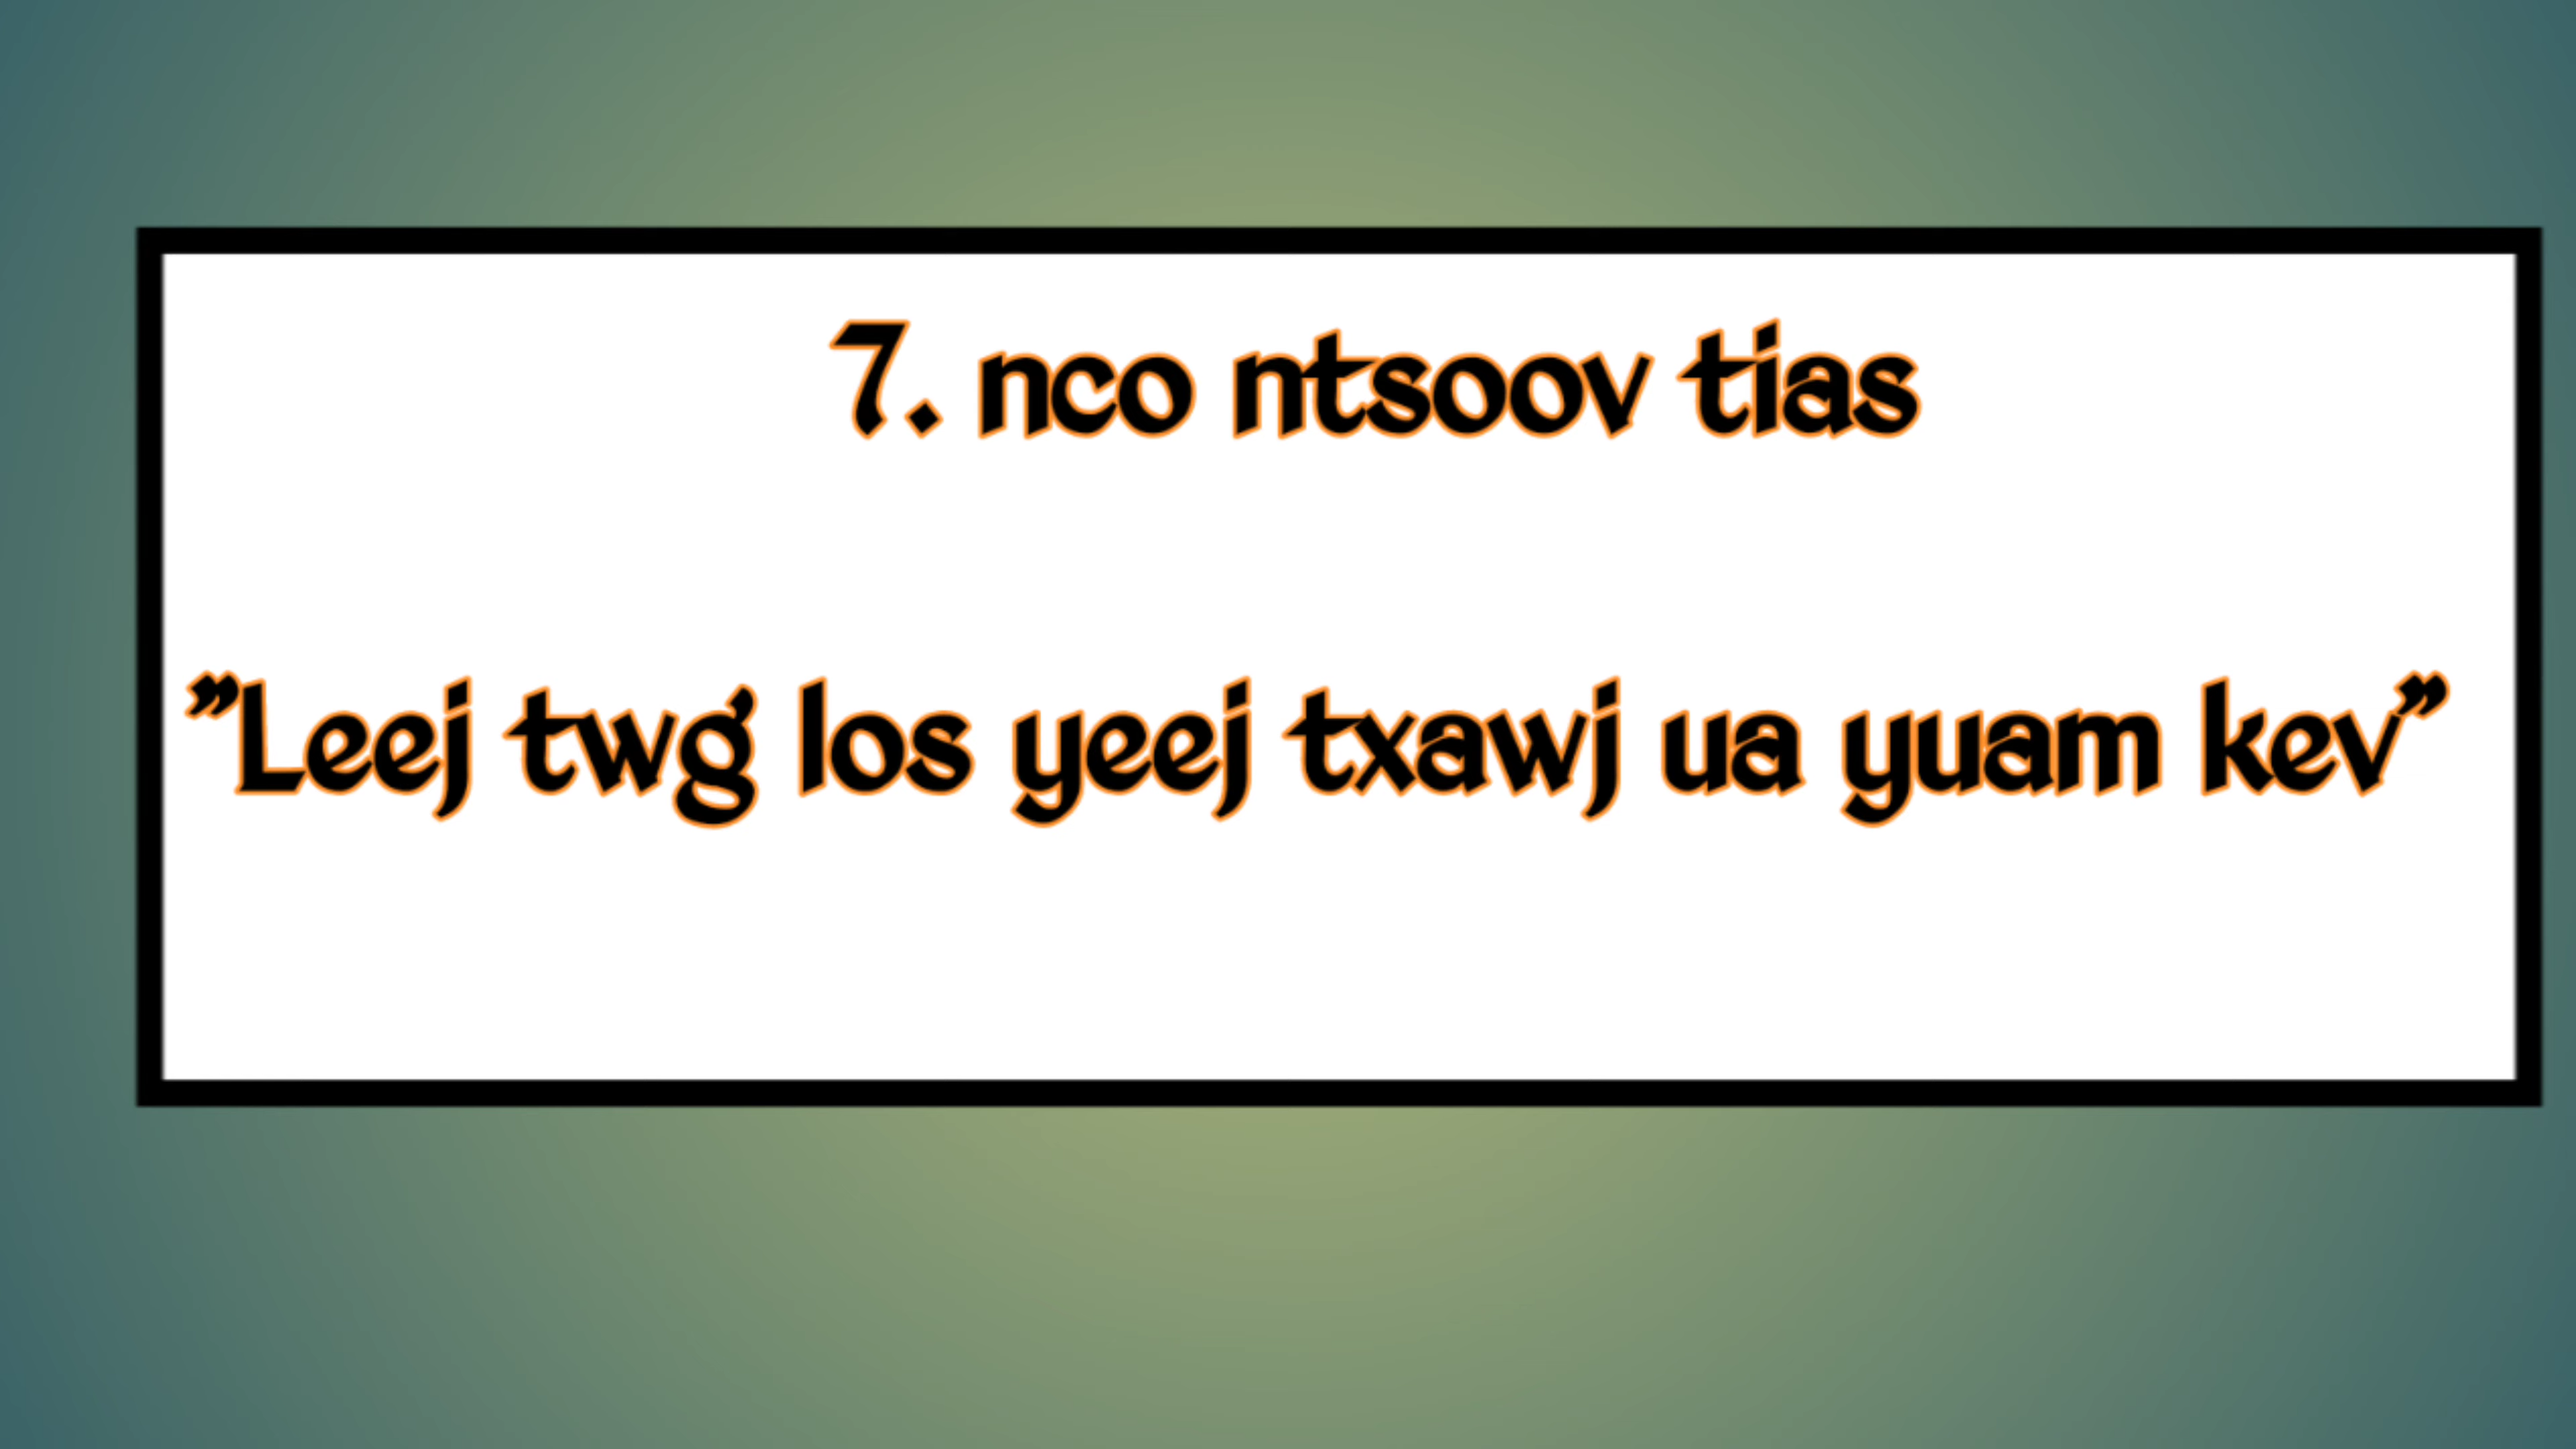 7. nco ntsoov tias
”Leej twg los yeej txawj ua yuam kev”